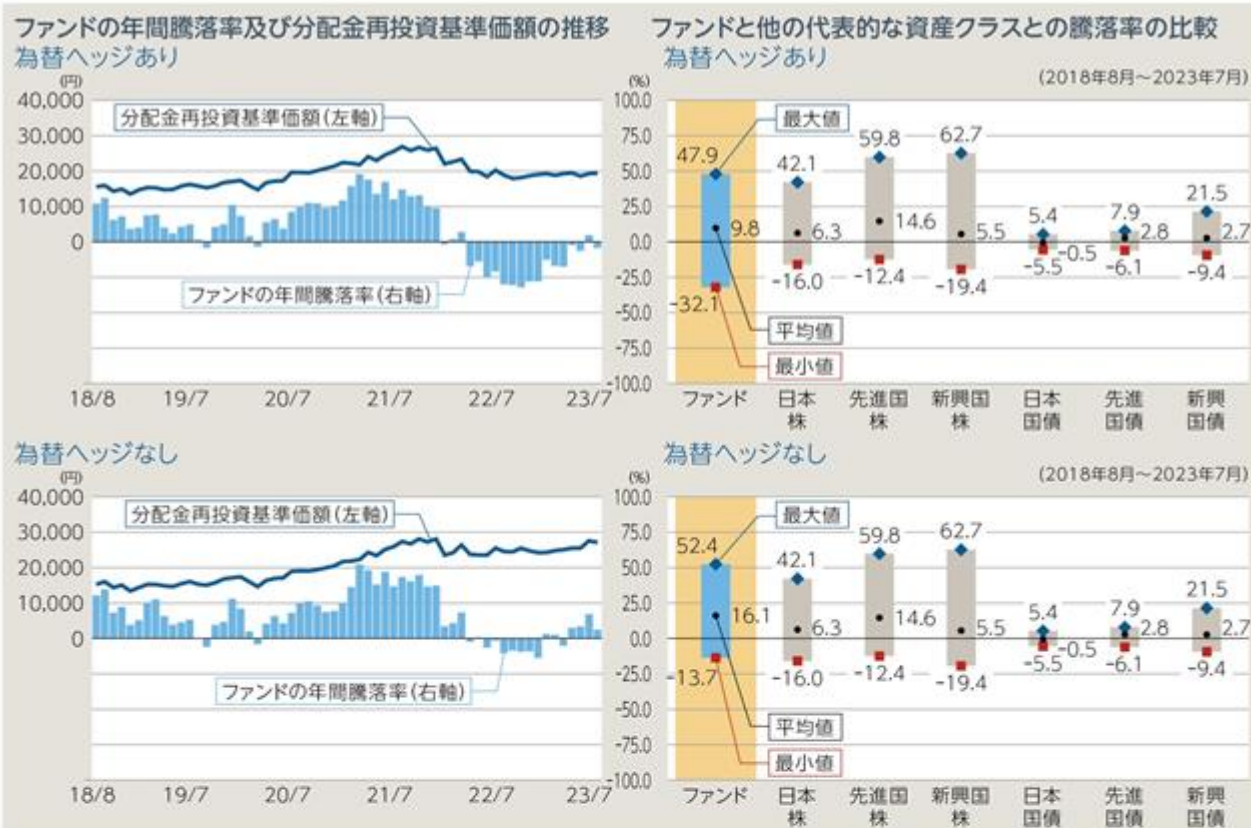 ファンドの年間騰落率及び分配金再投資基準価額の推移
為替ヘッジあり
(円)
40,000
30,000
20,000
10,000
0
分配金再投資基準価額(左軸)
ファンドの年間騰落率(右軸)
(%)
100.0
75.0
50.0
25.0
0.0
-25.0
-50.0
-75.0
-100.0
18/8 19/7 20/7 21/7 22/7 23/7
ファンドと他の代表的な資産クラスとの騰落率の比較
為替ヘッジあり
(2018年8月~2023年7月)
最大値
47.9 42.1 59.8 62.7 5.4 7.9 21.5
9.8 6.3 14.6 5.5 -0.5 2.8 2.7
-32.1 -16.0 -12.4 -19.4 -5.5 -6.1 -9.4
平均値
最小値
ファンド 日本株 先進国株 新興国株 日本国債 先進国債 新興国債
為替ヘッジなし
(円)
40,000
30,000
20,000
10,000
0
分配金再投資基準価額(左軸)
ファンドの年間騰落率(右軸)
(%)
100.0
75.0
50.0
25.0
0.0
-25.0
-50.0
-75.0
-100.0
18/8 19/7 20/7 21/7 22/7 23/7
為替ヘッジなし
(2018年8月~2023年7月)
最大値
52.4 42.1 59.8 62.7 5.4 7.9 21.5
16.1 6.3 14.6 5.5 -0.5 2.8 2.7
-13.7 -16.0 -12.4 -19.4 -5.5 -6.1 -9.4
平均値
最小値
ファンド 日本株 先進国株 新興国株 日本国債 先進国債 新興国債